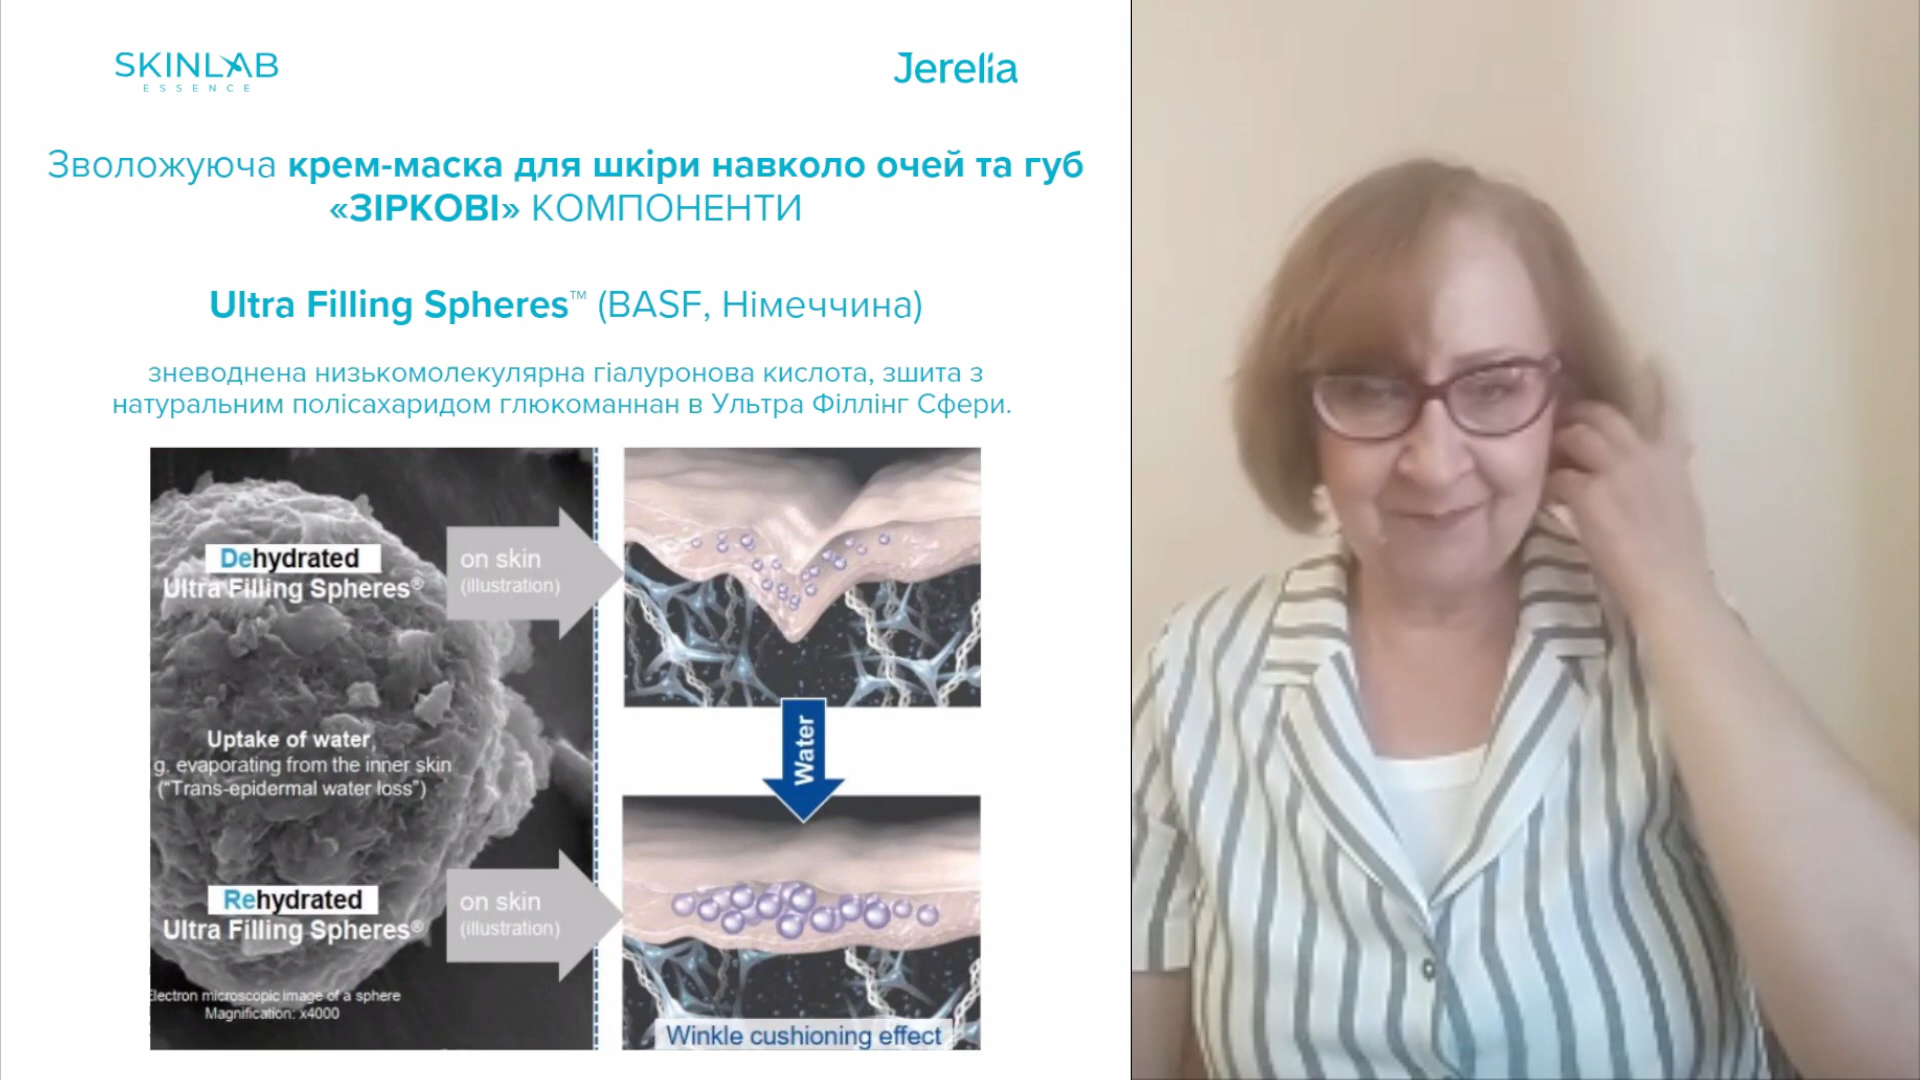 SKINLAB
ESSENCE
Jerelia
Зволожуюча крем-маска для шкіри навколо очей та губ
«ЗІРКОВІ» КОМПОНЕНТИ
Ultra Filling Spheres™ (BASF, Німеччина)
зневоднена низькомолекулярна гіалуронова кислота, зшита з
натуральним полісахаридом глюкоманнан в Ультра Філлінг Сфери.
Dehydrated
Ultra Filling Spheres®
on skin
(illustration)
Uptake of water,
g. evaporating from the inner skin
("Trans-epidermal water loss")
Water
Rehydrated
Ultra Filling Spheres®
on skin
(illustration)
Electron microscopic image of a sphere
Magnification: x4000
Winkle cushioning effect